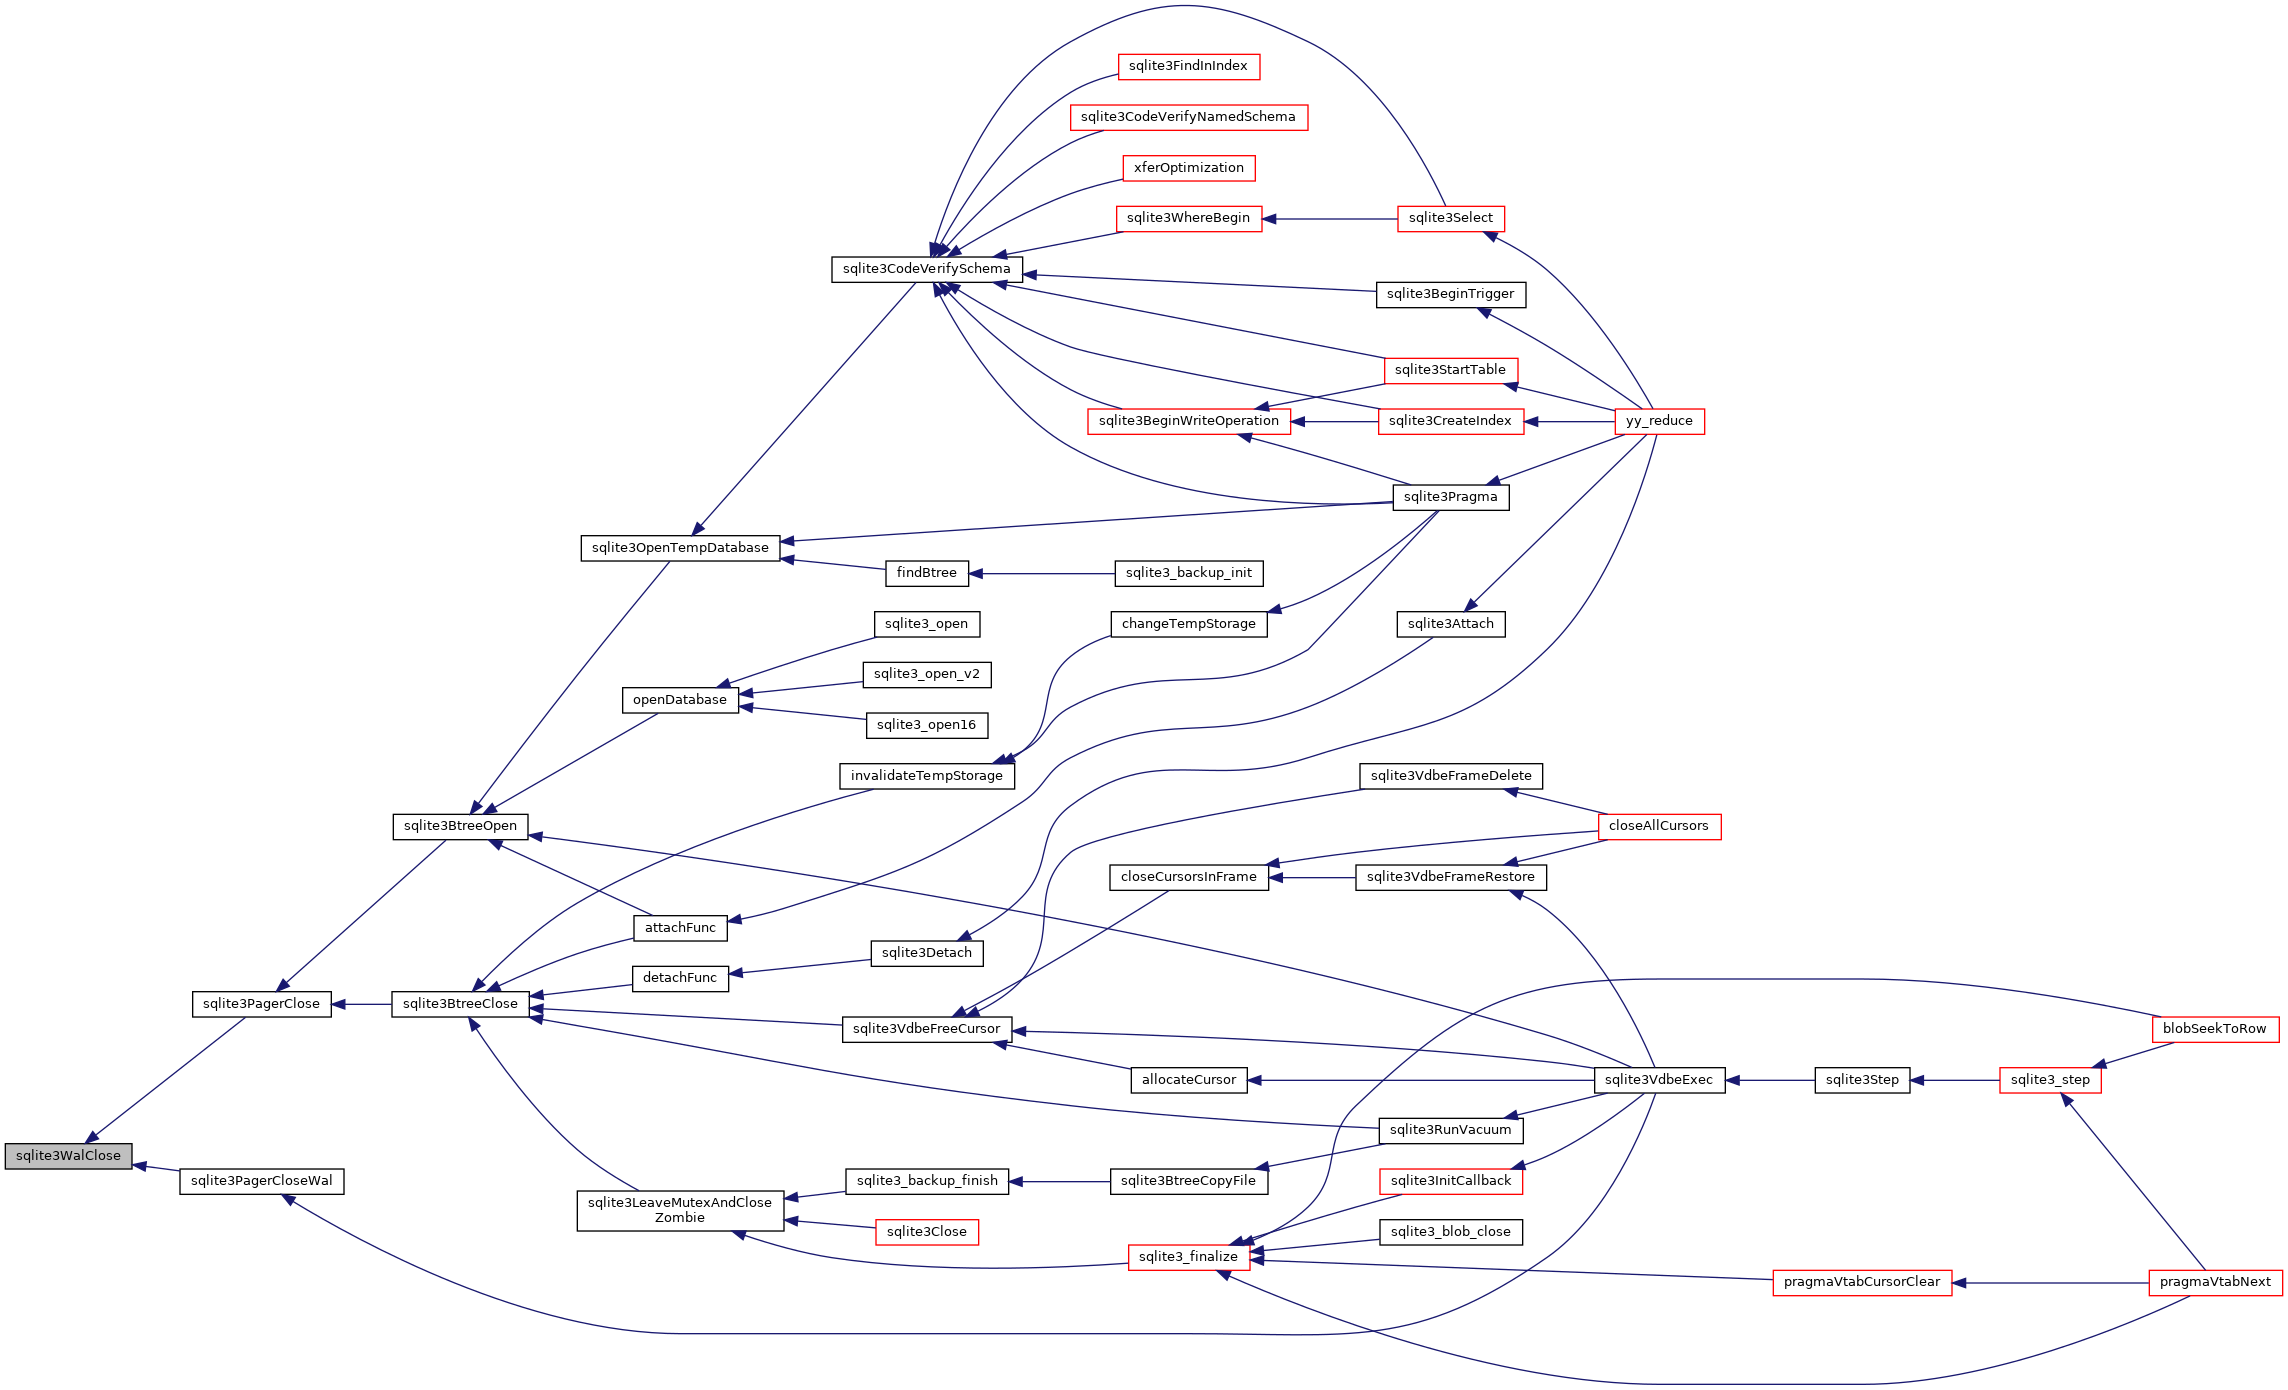 sqlite3FindInIndex
sqlite3CodeVerifyNamedSchema
xferOptimization
sqlite3WhereBegin
sqlite3Select
sqlite3CodeVerifySchema
sqlite3BeginTrigger
sqlite3StartTable
sqlite3BeginWriteOperation
sqlite3CreateIndex
yy_reduce
sqlite3Pragma
sqlite3OpenTempDatabase
findBtree
sqlite3_backup_init
sqlite3_open
changeTempStorage
sqlite3Attach
sqlite3_open_v2
openDatabase
sqlite3_open16
invalidateTempStorage
sqlite3VdbeFrameDelete
sqlite3BtreeOpen
closeAllCursors
closeCursorsInFrame
sqlite3VdbeFrameRestore
attachFunc
sqlite3Detach
detachFunc
sqlite3PagerClose
sqlite3BtreeClose
sqlite3VdbeFreeCursor
blobSeekToRow
allocateCursor
sqlite3VdbeExec
sqlite3Step
sqlite3_step
sqlite3RunVacuum
sqlite3WalClose
sqlite3PagerCloseWal
sqlite3_backup_finish
sqlite3BtreeCopyFile
sqlite3InitCallback
sqlite3LeaveMutexAndClose
Zombie
sqlite3Close
sqlite3_blob_close
sqlite3_finalize
pragmaVtabCursorClear
pragmaVtabNext